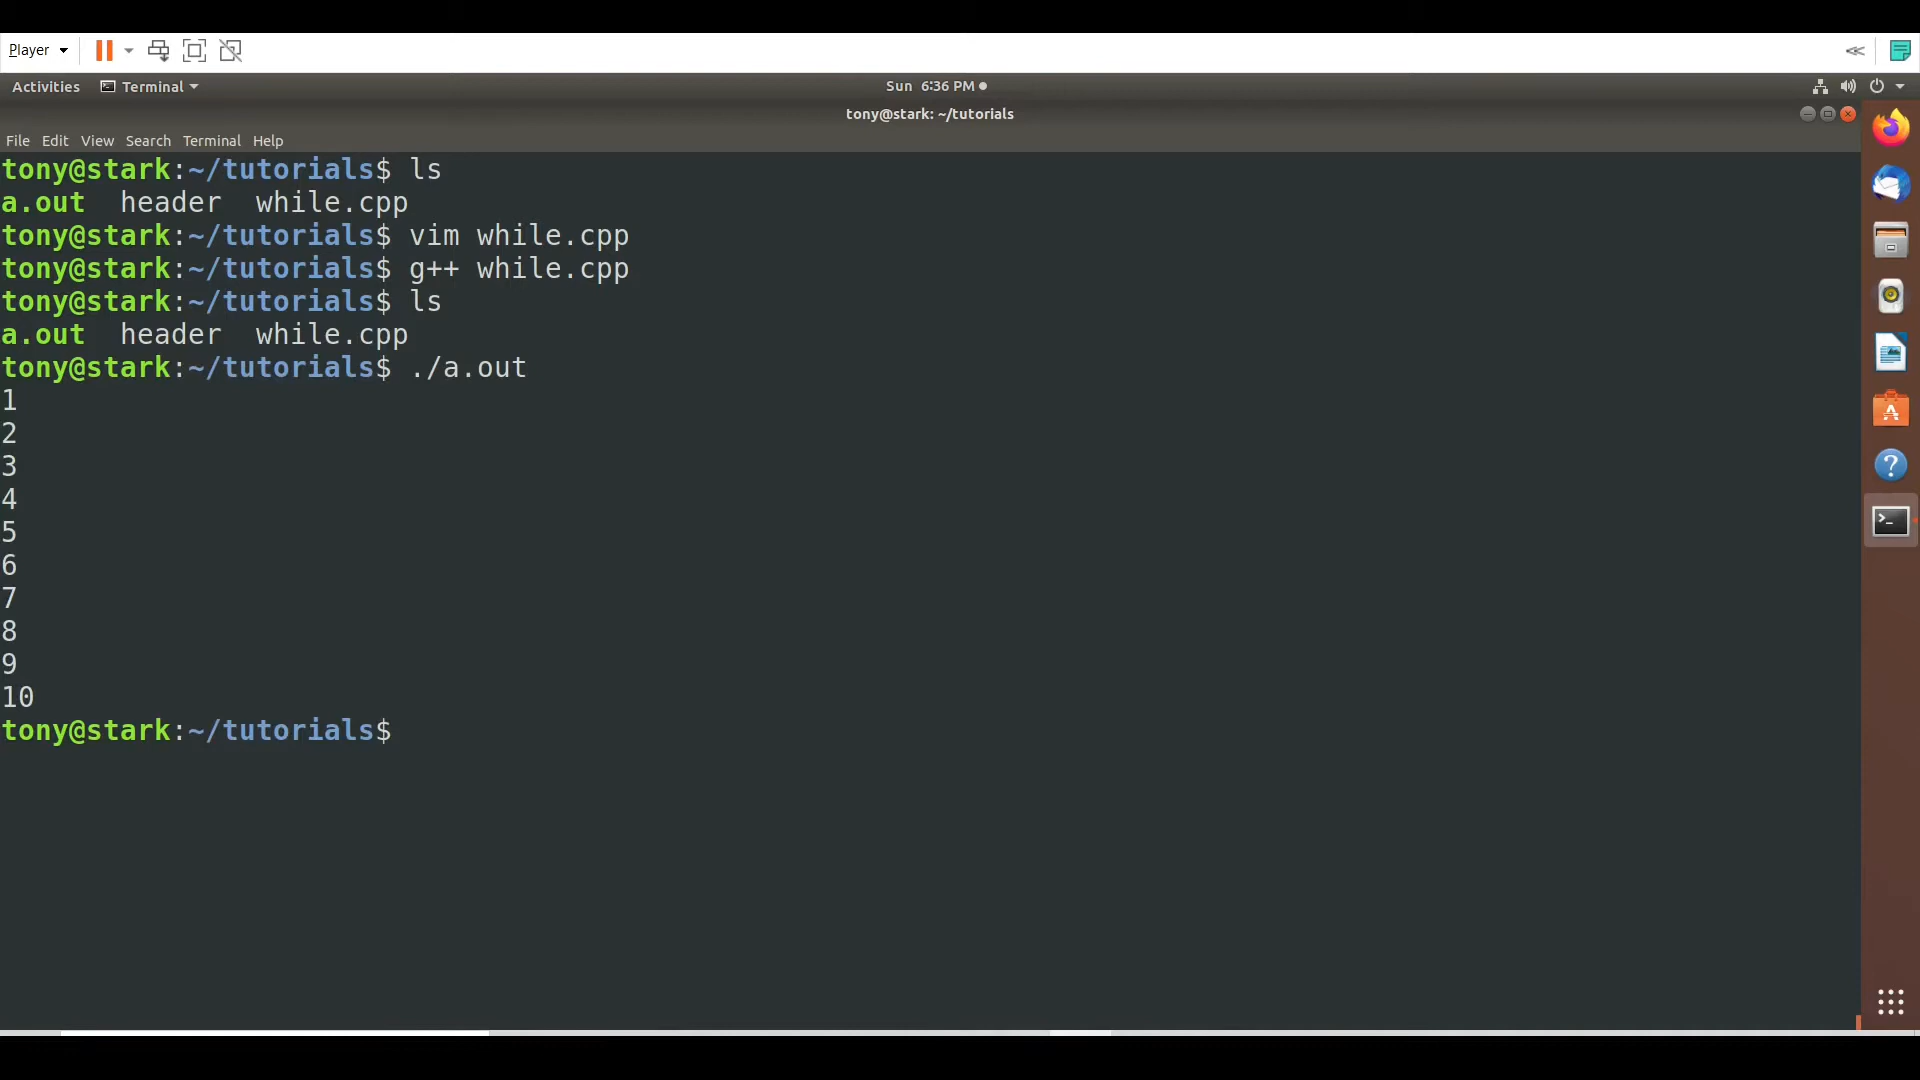 Player
Activities Terminal Sun 6:36 PM
tony@stark: ~/tutorials
File Edit View Search Terminal Help
tony@stark:~/tutorials$ ls
a.out header while.cpp
tony@stark:~/tutorials$ vim while.cpp
tony@stark:~/tutorials$ g++ while.cpp
tony@stark:~/tutorials$ ls
a.out header while.cpp
tony@stark:~/tutorials$ ./a.out
1
2
3
4
5
6
7
8
9
10
tony@stark:~/tutorials$